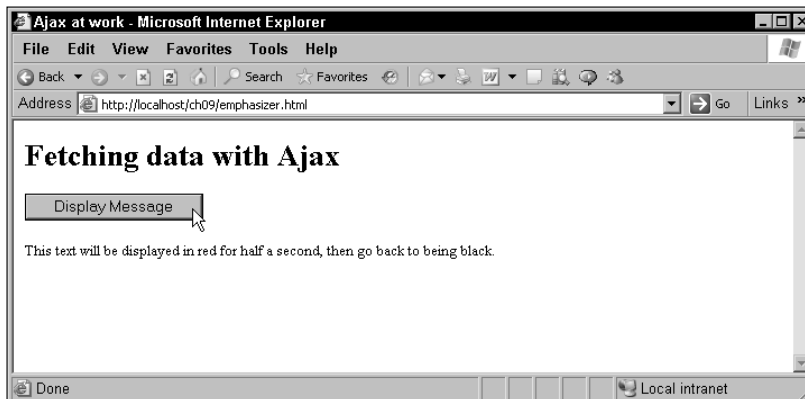 Ajax at work - Microsoft Internet Explorer
File Edit View Favorites Tools Help
Back Search Favorites
Address http://localhost/ch09/emphasizer.html Go Links »
Fetching data with Ajax
Display Message
This text will be displayed in red for half a second, then go back to being black.
Done Local intranet